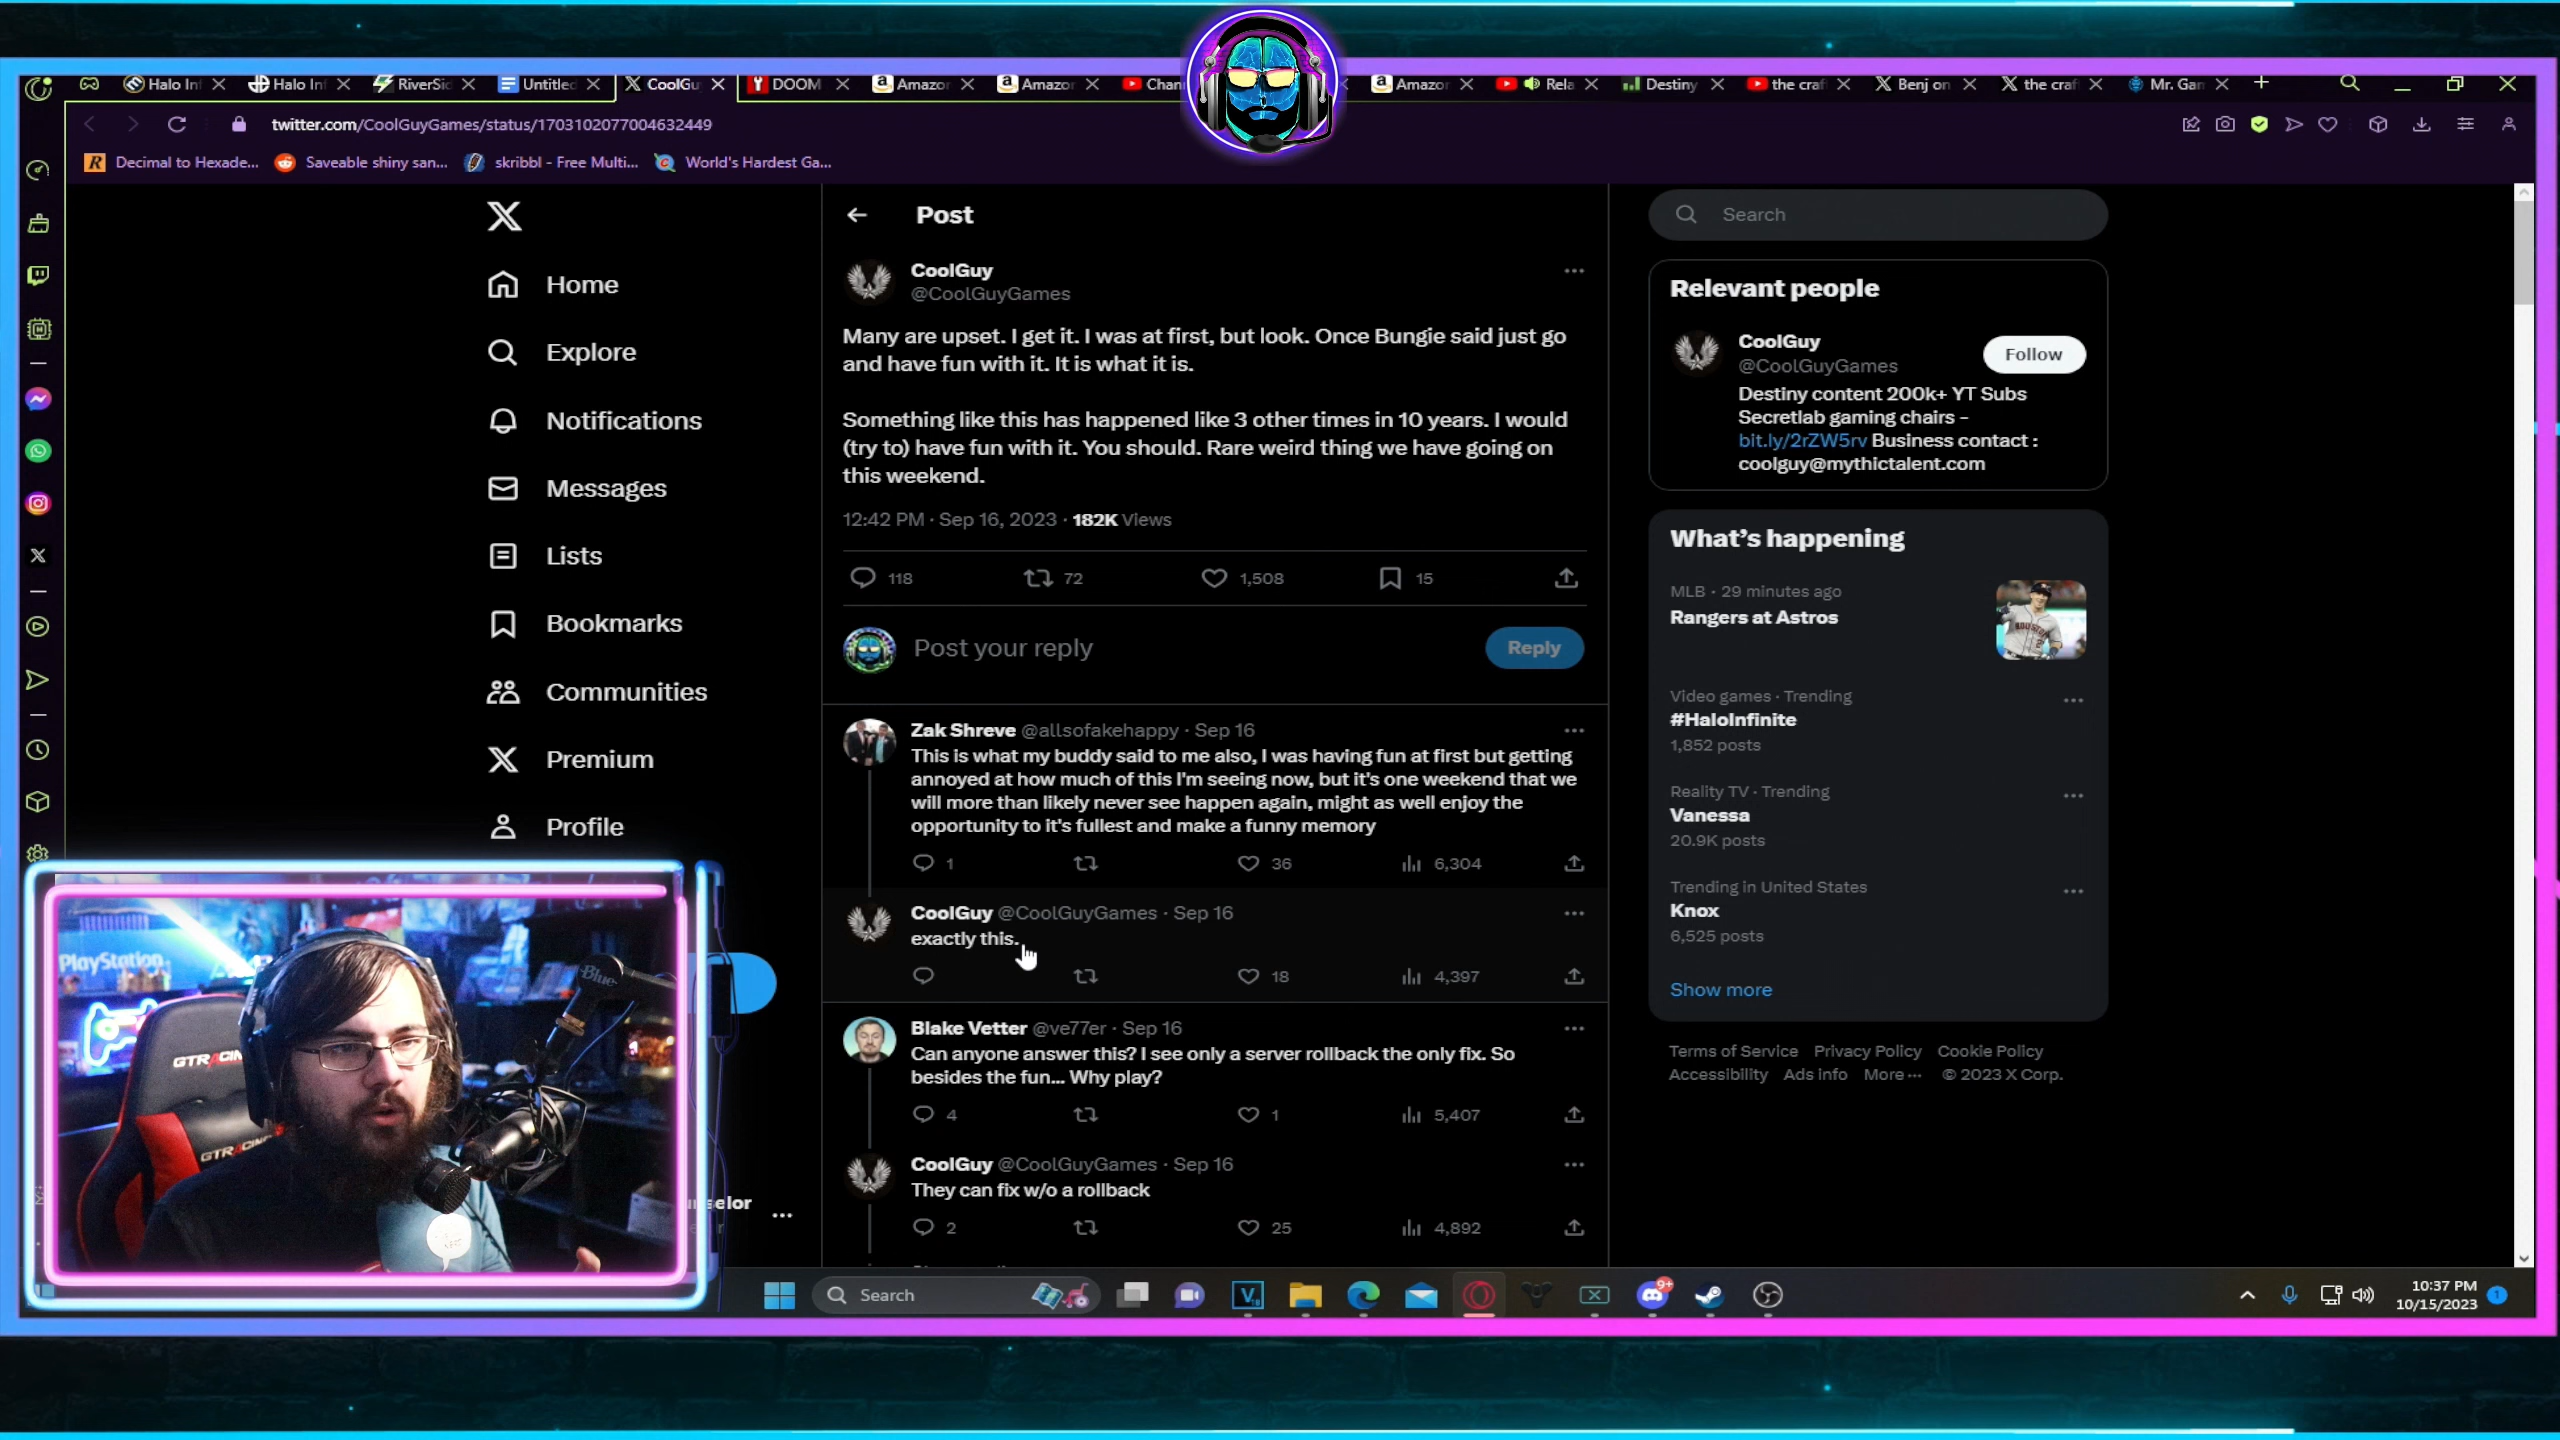 Halo Inf
Halo Inf
RiverSic
Untitled
CoolGu
DOOM
Amazor
Amazor
Chan
Amazor
Rela
Destiny
the craf
Benj on
the craf
Mr. Gam
twitter.com/CoolGuyGames/status/1703102077004632449
Decimal to Hexade...
Saveable shiny san...
skribbl - Free Multi...
World's Hardest Ga...
Home
Explore
Notifications
Messages
Lists
Bookmarks
Communities
Premium
Profile
Post
CoolGuy
@CoolGuyGames
Many are upset. I get it. I was at first, but look. Once Bungie said just go
and have fun with it. It is what it is.
Something like this has happened like 3 other times in 10 years. I would
(try to) have fun with it. You should. Rare weird thing we have going on
this weekend.
12:42 PM · Sep 16, 2023 · 182K Views
118 72 1,508 15
Post your reply
Reply
Zak Shreve @allsofakehappy · Sep 16
This is what my buddy said to me also, I was having fun at first but getting
annoyed at how much of this I'm seeing now, but it's one weekend that we
will more than likely never see happen again, might as well enjoy the
opportunity to it's fullest and make a funny memory
1 36 6,304
CoolGuy @CoolGuyGames · Sep 16
exactly this.
18 4,397
Blake Vetter @ve77er · Sep 16
Can anyone answer this? I see only a server rollback the only fix. So
besides the fun... Why play?
4 1 5,407
CoolGuy @CoolGuyGames · Sep 16
They can fix w/o a rollback
2 25 4,892
Search
Relevant people
CoolGuy
@CoolGuyGames
Follow
Destiny content 200k+ YT Subs
Secretlab gaming chairs -
bit.ly/2rZW5rv Business contact :
coolguy@mythictalent.com
What's happening
MLB · 29 minutes ago
Rangers at Astros
Video games · Trending
#HaloInfinite
1,852 posts
Reality TV · Trending
Vanessa
20.9K posts
Trending in United States
Knox
6,525 posts
Show more
Terms of Service Privacy Policy Cookie Policy
Accessibility Ads info More ··· © 2023 X Corp.
PlayStation
Blue
GTRACIN
GTRACING
selor
Search
9+
10:37 PM
10/15/2023
1